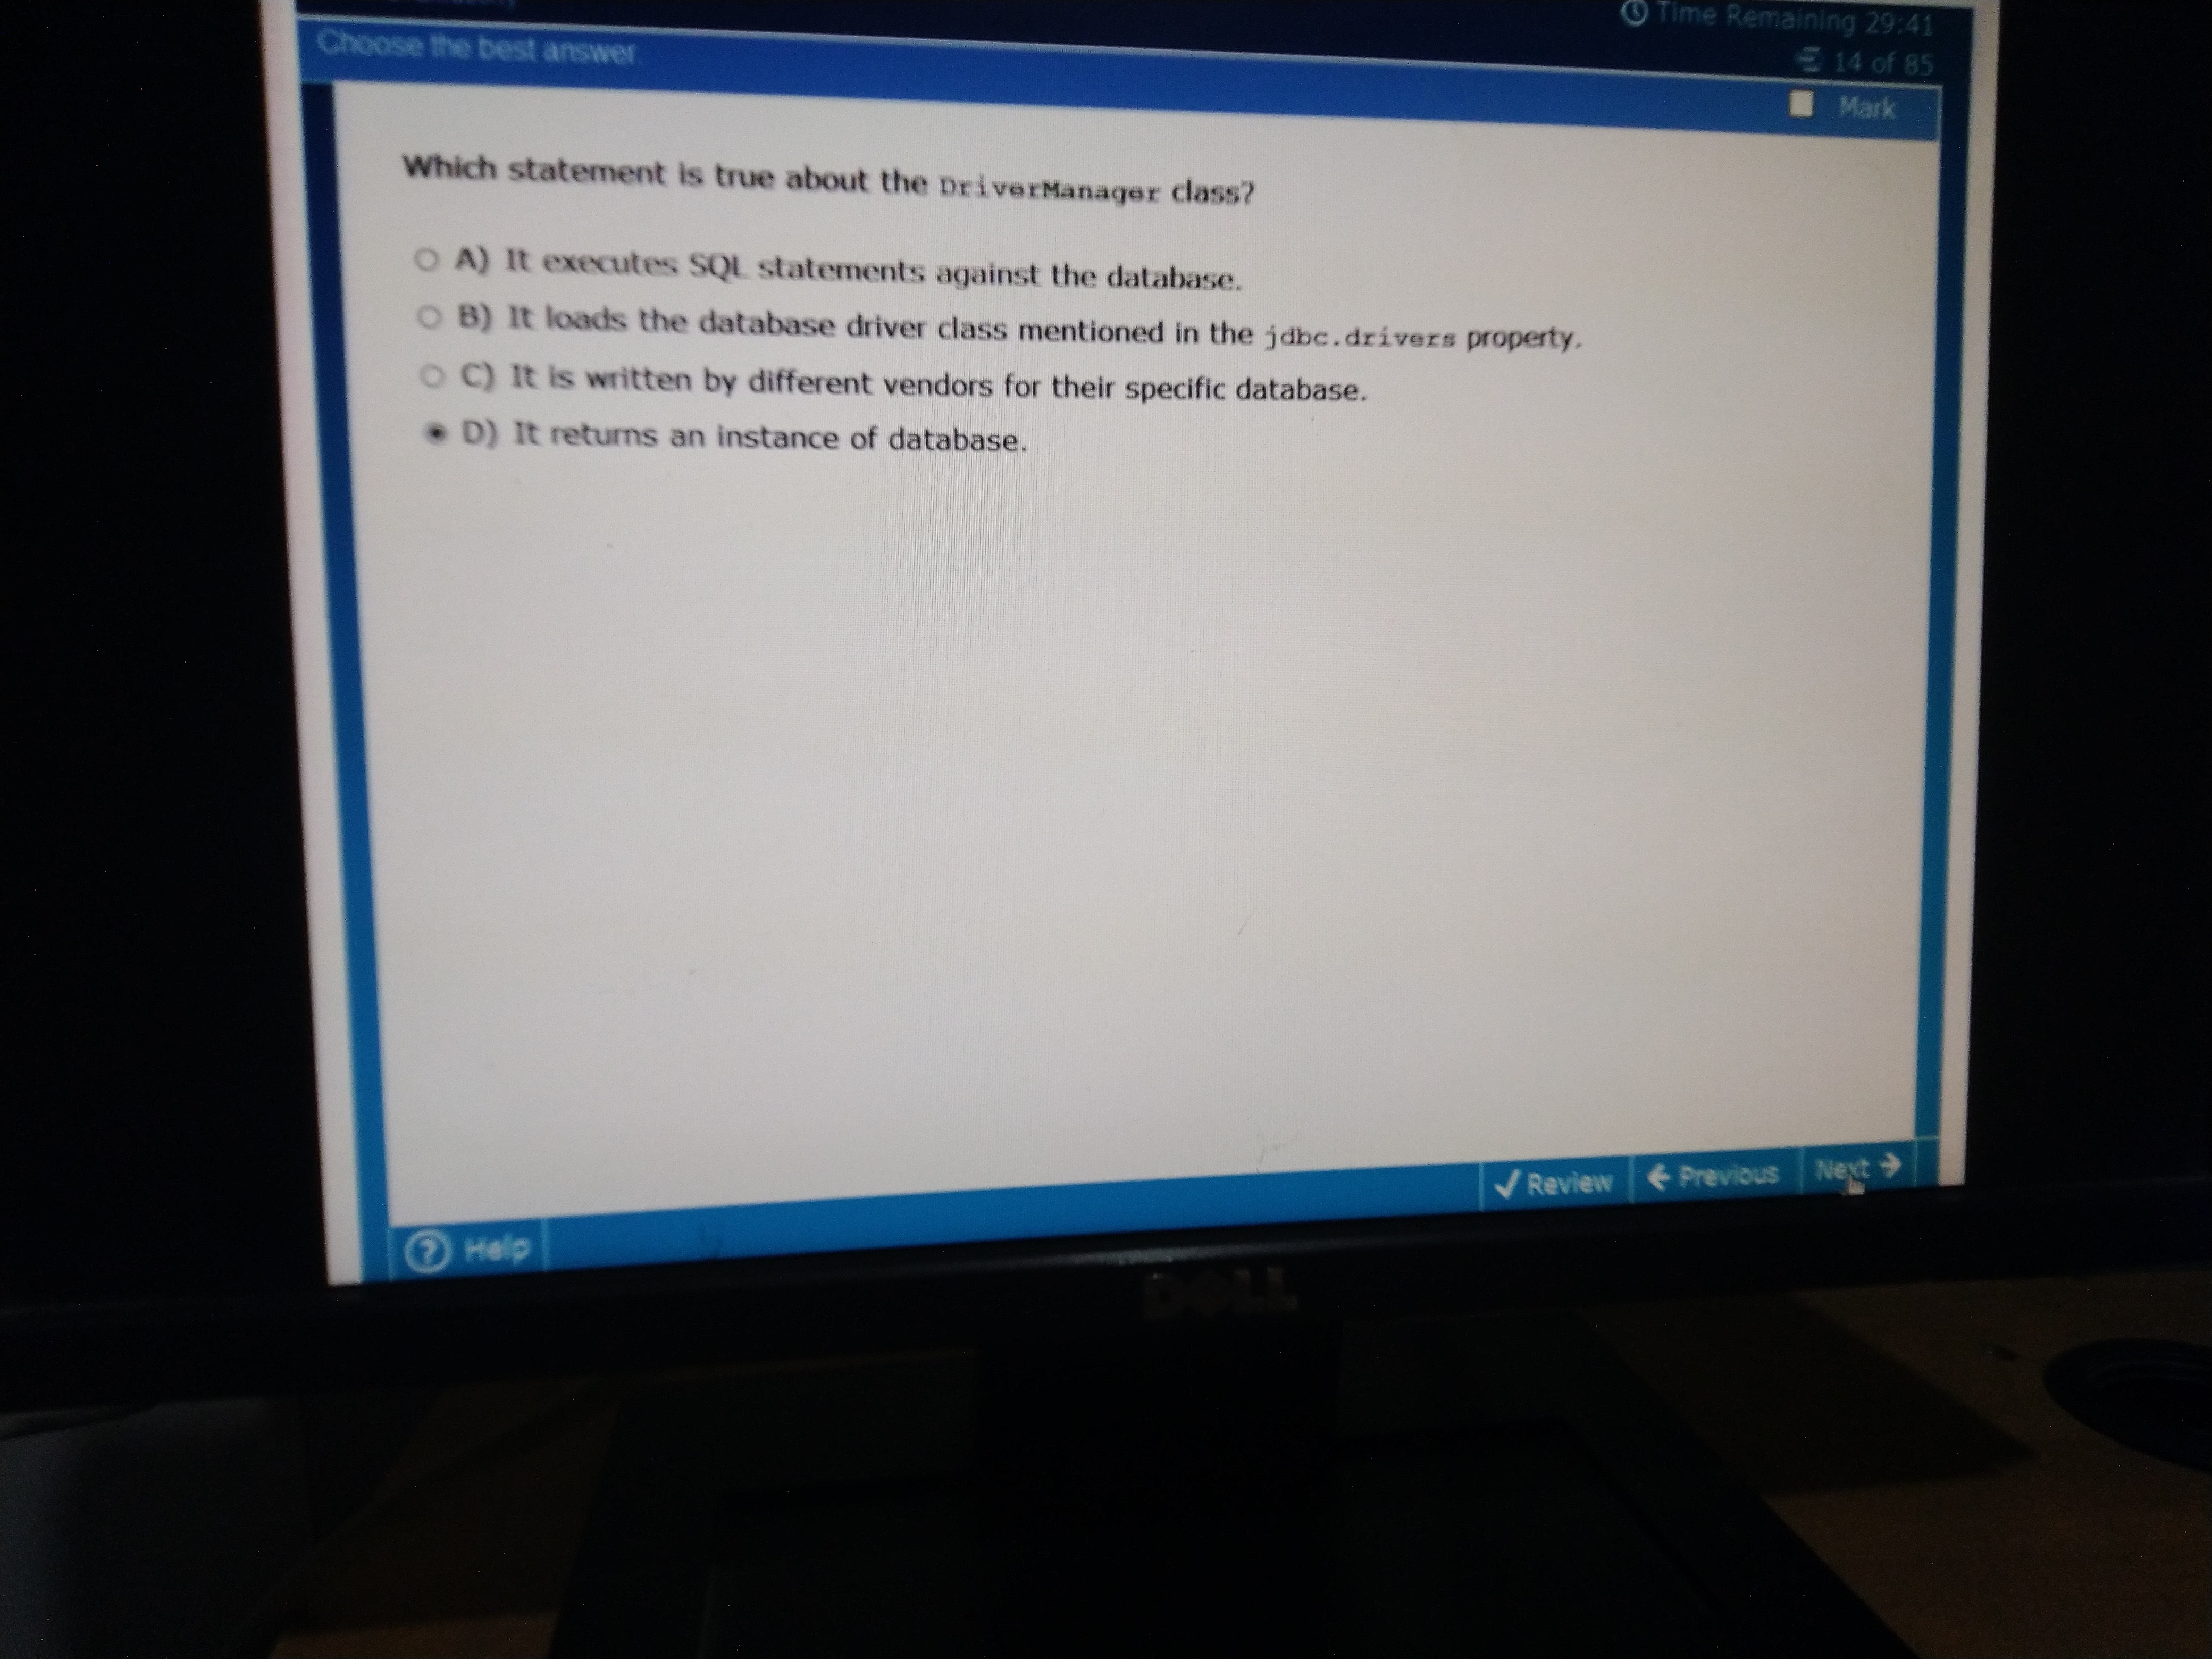 Time Remaining 29:41
Choose the best answer.
14 of 85
Mark
Which statement is true about the DriverManager class?
A) It executes SQL statements against the database.
B) It loads the database driver class mentioned in the jdbc.drivers property.
C) It is written by different vendors for their specific database.
D) It returns an instance of database.
Review
Previous
Next
? Help
DELL